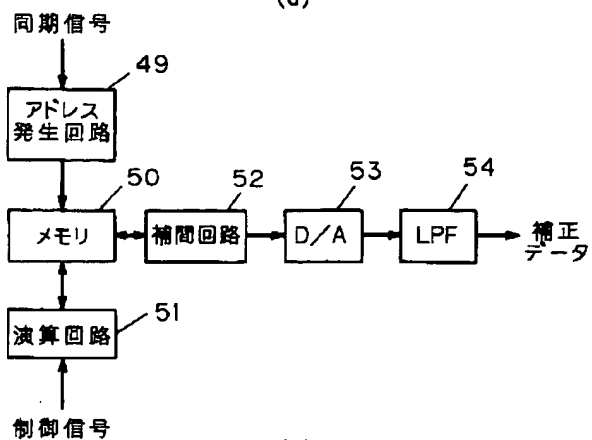 同期信号
49
アドレス
発生回路
50
52
53
54
メモリ
補間回路
D/A
LPF
補正
データ
51
演算回路
制御信号